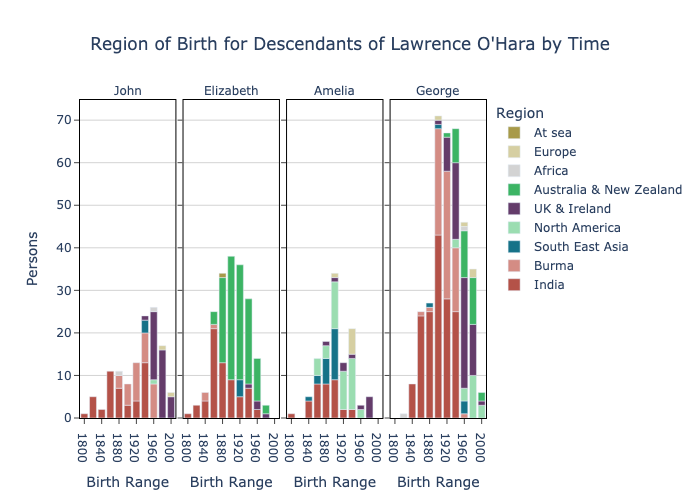 Region of Birth for Descendants of Lawrence O'Hara by Time
John Elizabeth Amelia George
Region
At sea
Europe
Africa
Australia & New Zealand
UK & Ireland
North America
South East Asia
Burma
India
Persons
70
60
50
40
30
20
10
0
1800 1840 1880 1920 1960 2000 1800 1840 1880 1920 1960 2000 1800 1840 1880 1920 1960 2000 1800 1840 1880 1920 1960 2000
Birth Range Birth Range Birth Range Birth Range